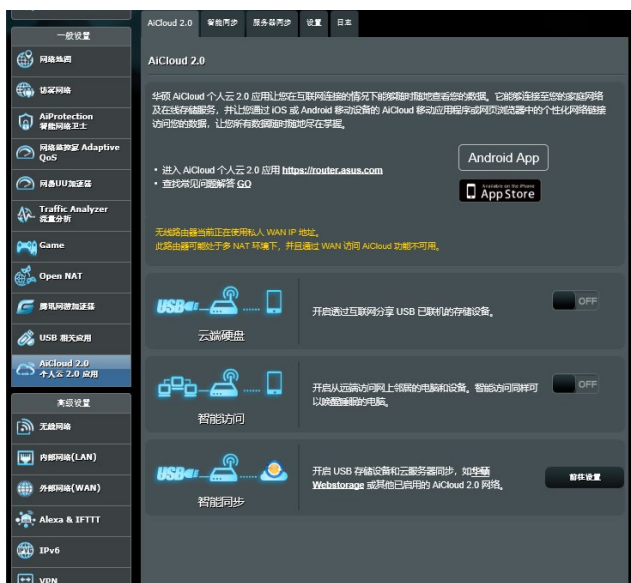 AiCloud 2.0
智能同步
服务器同步
设置
日志
一般设置
网络地图
访客网络
AiProtection
智能网络卫士
网络监控室 Adaptive
QoS
网易UU加速器
Traffic Analyzer
流量分析
Game
Open NAT
腾讯网游加速器
USB 相关应用
AiCloud 2.0
个人云 2.0 应用
高级设置
无线网络
内部网络(LAN)
外部网络(WAN)
Alexa & IFTTT
IPv6
VPN
AiCloud 2.0
华硕 AiCloud 个人云 2.0 应用让您在互联网连接的情况下能够随时随地查看您的数据。它能够连接至您的家庭网络
及在线存储服务，并且通过以 iOS 或 Android 移动设备的 AiCloud 移动应用程序或网页浏览器中的个性化网络链接
访问您的数据，让您所有数据随时随地尽在掌握。
• 进入 AiCloud 个人云 2.0 应用 https://router.asus.com
• 查找常见问题解答 GO
Android App
Available on the iPhone
App Store
无线路由器当前正在使用私人 WAN IP
地址。
此路由器可能处于多 NAT 环境下，并且通过 WAN 访问 AiCloud 功能不可用。
USB
云端硬盘
开启透过互联网分享 USB 已联机的存储设备。
OFF
智能访问
开启从远端访问网上邻居的电脑和设备。智能访问同样可
以唤醒睡眠的电脑。
OFF
USB
智能同步
开启 USB 存储设备和云服务器同步，如华硕
Webstorage 或其他已启用的 AiCloud 2.0 网络。
前往设置